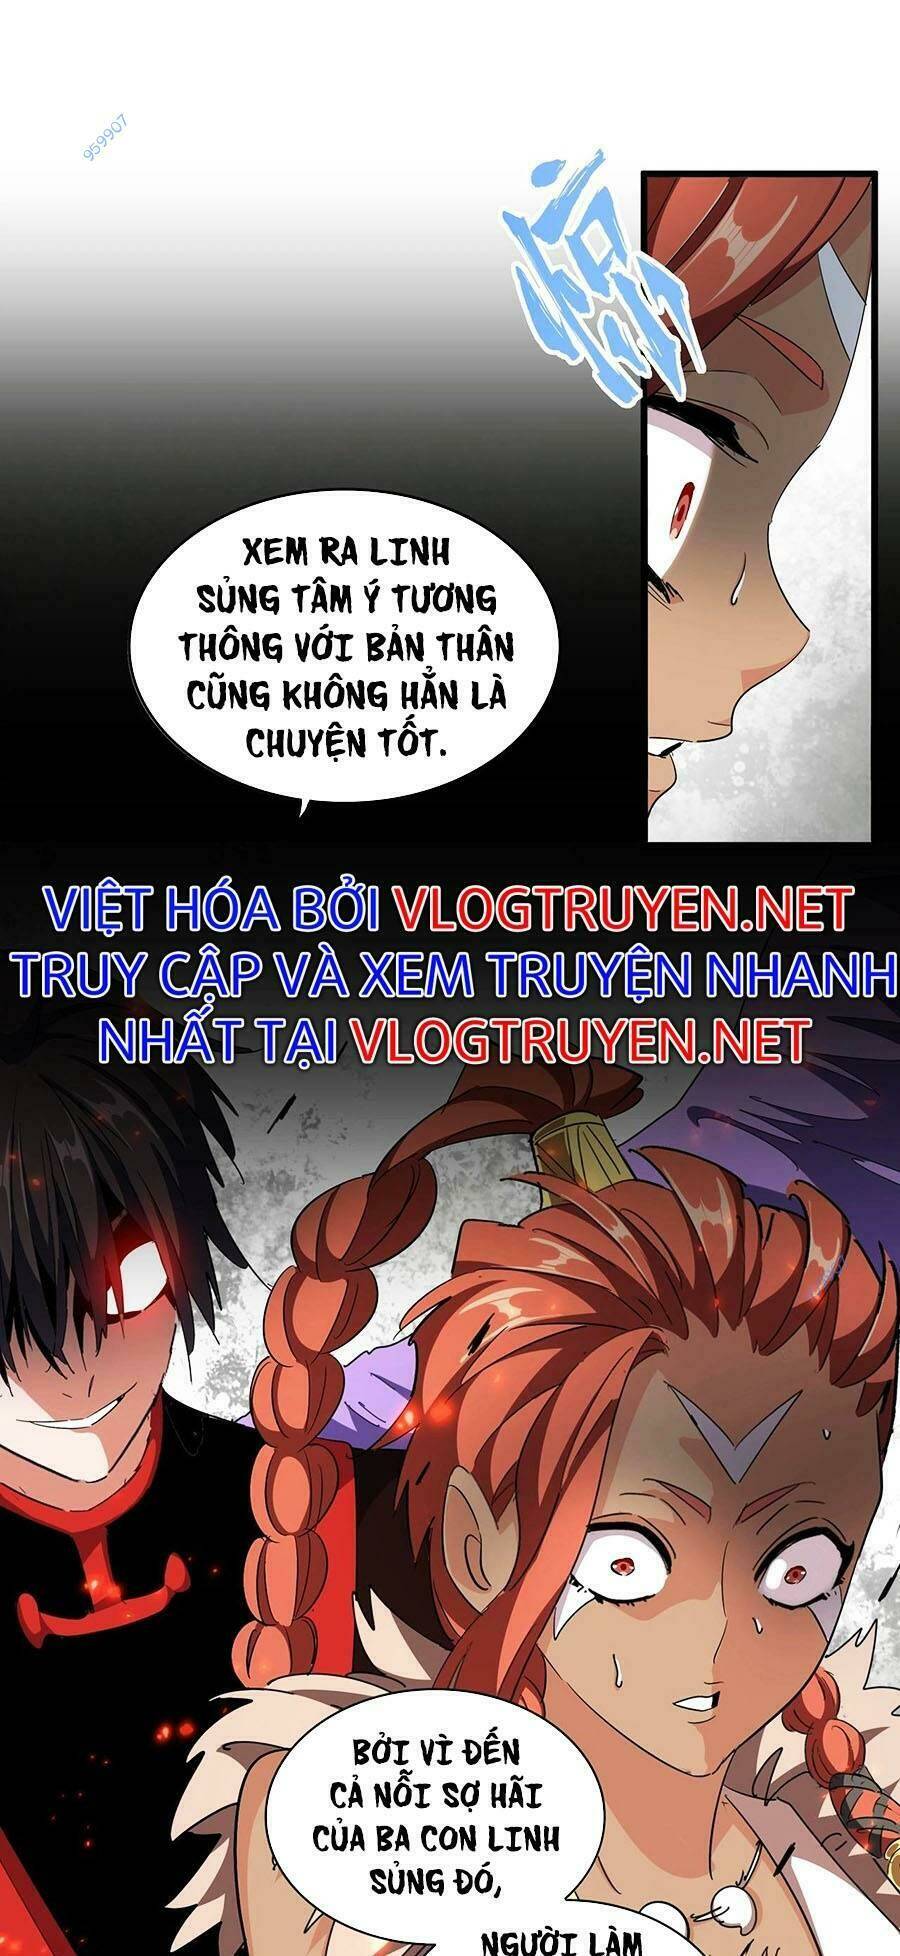 959907
惊
XEM RA LINH
SỦNG TÂM Ý TƯƠNG
THÔNG VỚI BẢN THÂN
CŨNG KHÔNG HẲN LÀ
CHUYỆN TỐT.
VIỆT HÓA BỞI VLOGTRUYEN.NET
TRUY CẬP VÀ XEM TRUYỆN NHANH
NHẤT TẠI VLOGTRUYEN.NET
BỞI VÌ ĐẾN
CẢ NỖI SỢ HÃI
CỦA BA CON LINH
SỦNG ĐÓ,
NGƯỜI LÀM